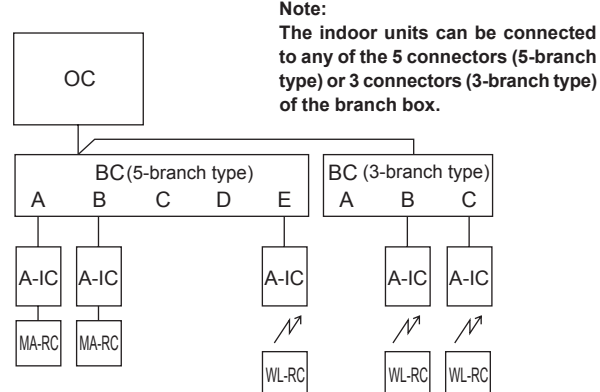 Note:
The indoor units can be connected
to any of the 5 connectors (5-branch
type) or 3 connectors (3-branch type)
of the branch box.
OC
BC (5-branch type)
A B C D E
BC (3-branch type)
A B C
A-IC A-IC A-IC A-IC A-IC
MA-RC MA-RC
WL-RC WL-RC WL-RC